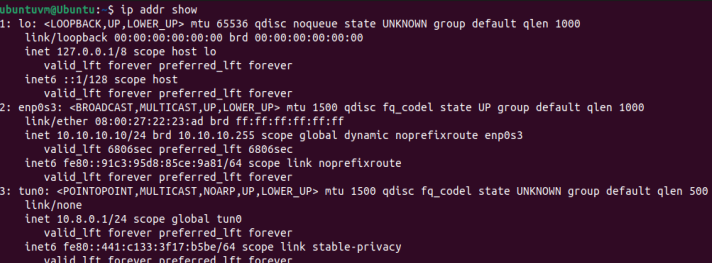 ubuntuvm@Ubuntu:~$ ip addr show
1: lo: <LOOPBACK,UP,LOWER_UP> mtu 65536 qdisc noqueue state UNKNOWN group default qlen 1000
    link/loopback 00:00:00:00:00:00 brd 00:00:00:00:00:00
    inet 127.0.0.1/8 scope host lo
       valid_lft forever preferred_lft forever
    inet6 ::1/128 scope host
       valid_lft forever preferred_lft forever
2: enp0s3: <BROADCAST,MULTICAST,UP,LOWER_UP> mtu 1500 qdisc fq_codel state UP group default qlen 1000
    link/ether 08:00:27:22:23:ad brd ff:ff:ff:ff:ff:ff
    inet 10.10.10.10/24 brd 10.10.10.255 scope global dynamic noprefixroute enp0s3
       valid_lft 6806sec preferred_lft 6806sec
    inet6 fe80::91c3:95d8:85ce:9a81/64 scope link noprefixroute
       valid_lft forever preferred_lft forever
3: tun0: <POINTOPOINT,MULTICAST,NOARP,UP,LOWER_UP> mtu 1500 qdisc fq_codel state UNKNOWN group default qlen 500
    link/none
    inet 10.8.0.1/24 scope global tun0
       valid_lft forever preferred_lft forever
    inet6 fe80::441:c133:3f17:b5be/64 scope link stable-privacy
       valid_lft forever preferred_lft forever